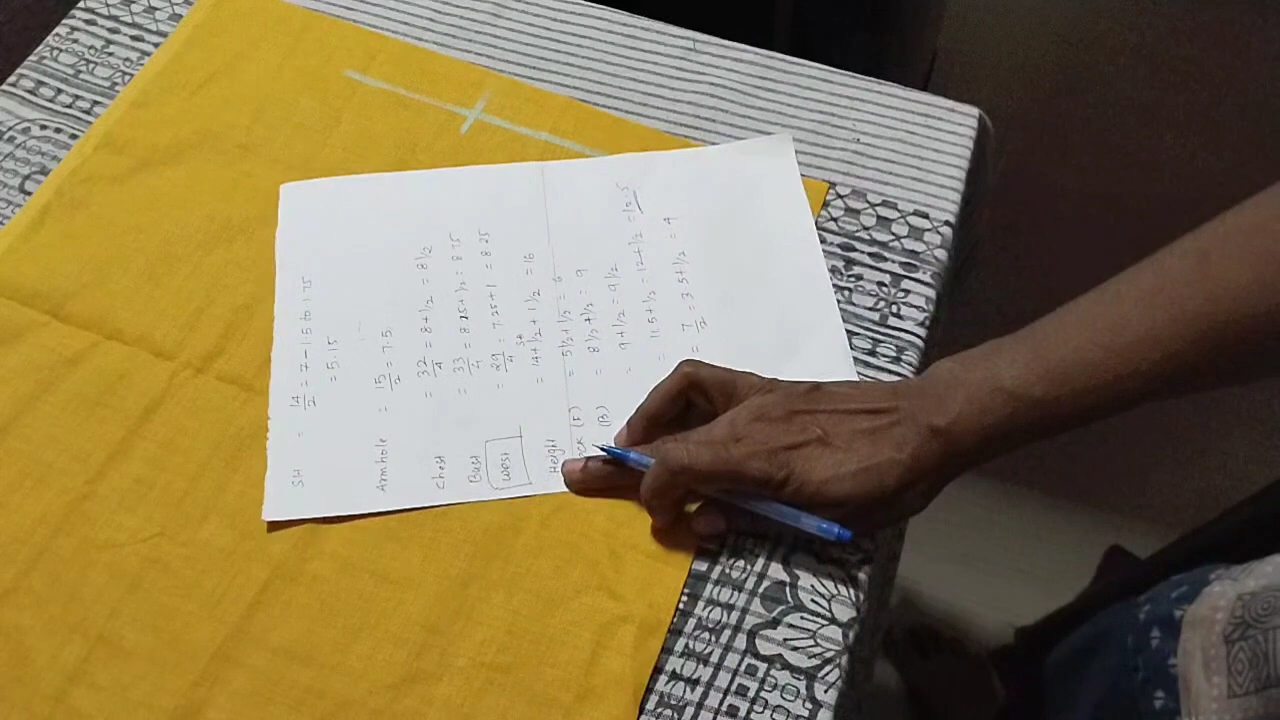 SH = 14/2 = 7 - 1.5 to 1.75
= 5.15
Armhole = 15/2 = 7.5
Chest = 32/4 = 8 + 1/2 = 8 1/2
Bust = 33/4 = 8.25 + 1/2 = 8.75
West = 29/4 = 7.25 + 1 = 8.25
Height = 14 + 1/2 + 1 1/2 = 16
(F) = 5 1/2 + 1/2 = 6
(B) = 8 1/2 + 1/2 = 9
= 9 + 1/2 = 9 1/2
= 11.5 + 1/2 = 12 + 1/2 = 12.5
= 7/2 = 3.5 + 1/2 = 4